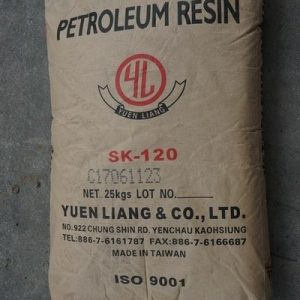 PETROLEUM RESIN
YL
YUEN LIANG
SK-120
C17061123
NET. 25kgs LOT NO.
YUEN LIANG & CO., LTD.
NO.922 CHUNG SHIN RD. YENCHAU KAOHSIUNG
TEL:886-7-6161787 FAX:886-7-6166687
MADE IN TAIWAN
ISO 9001